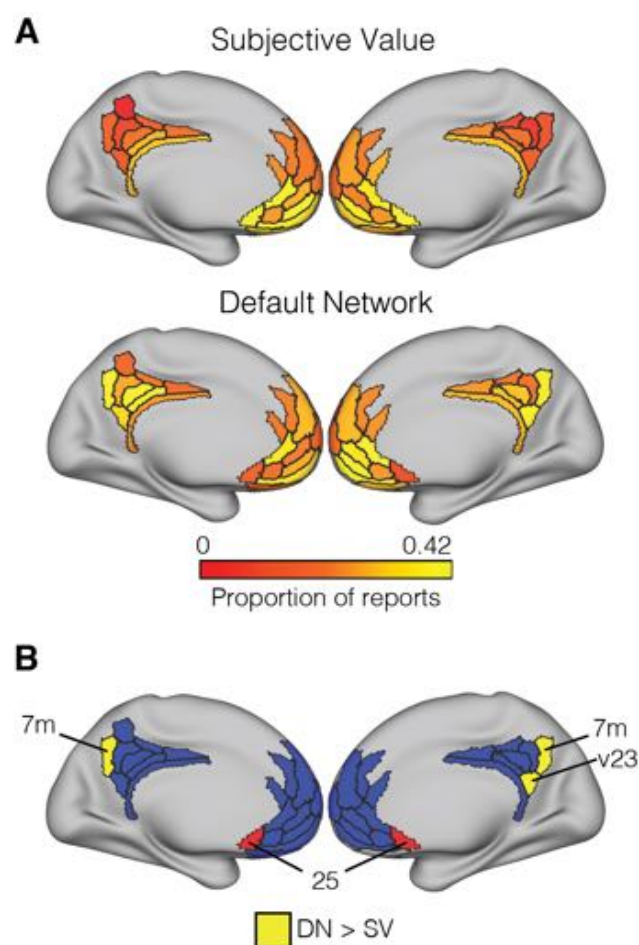 A
Subjective Value
Default Network
0 0.42
Proportion of reports
B
7m 7m
v23
25
DN > SV